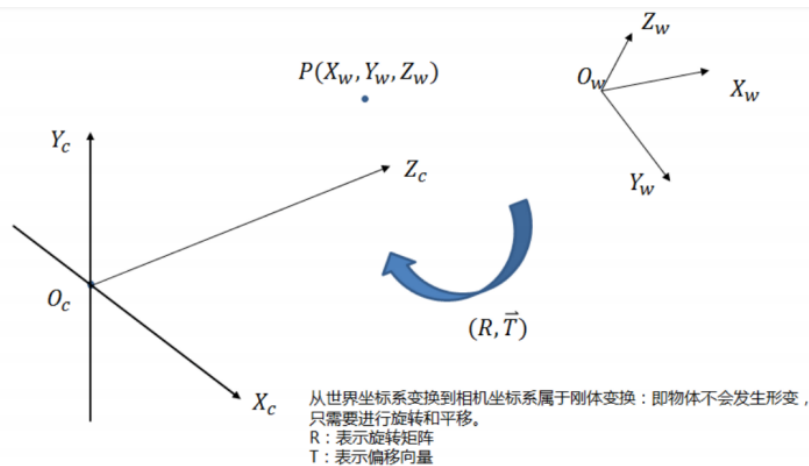 Z_w
P(X_w, Y_w, Z_w)
O_w
X_w
Y_c
Z_c
Y_w
O_c
(R, \vec{T})
X_c
从世界坐标系变换到相机坐标系属于刚体变换：即物体不会发生形变，
只需要进行旋转和平移。
R：表示旋转矩阵
T：表示偏移向量